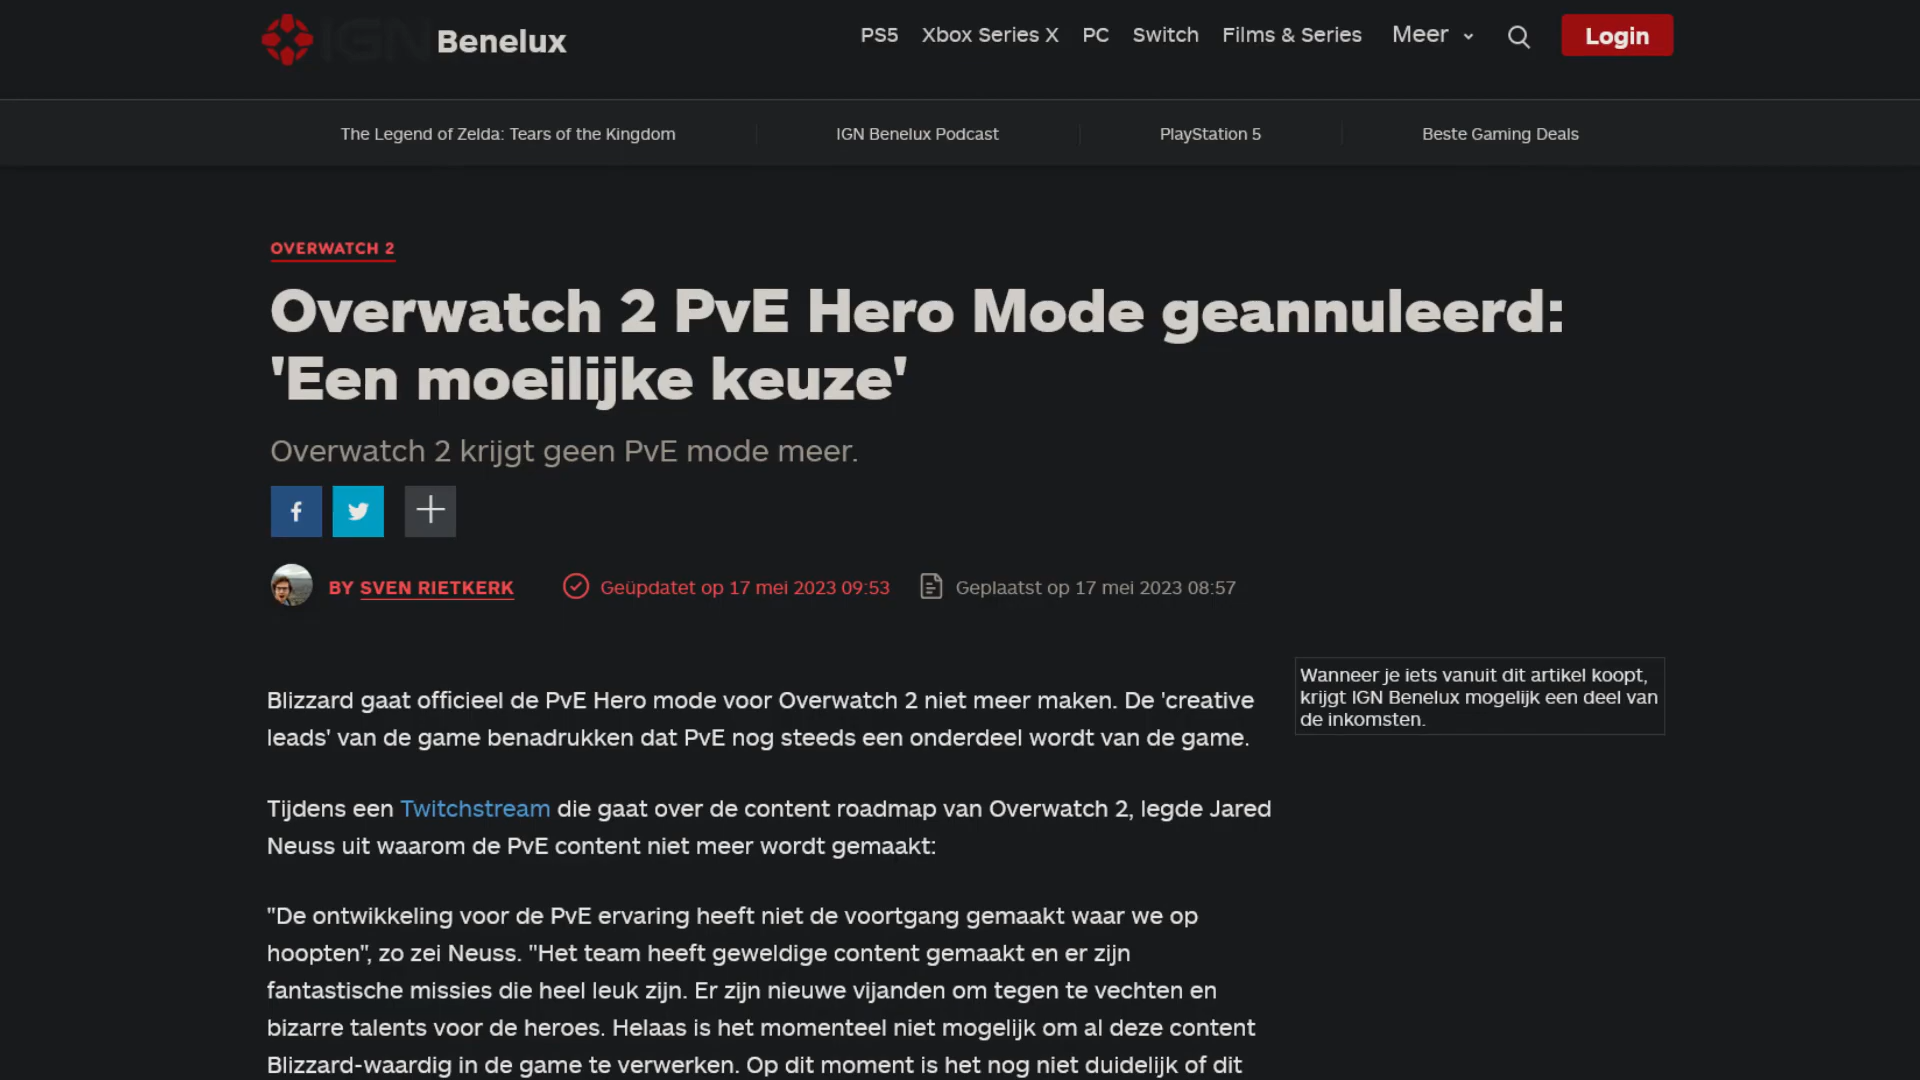 IGN Benelux
PS5 Xbox Series X PC Switch Films & Series Meer Login
The Legend of Zelda: Tears of the Kingdom IGN Benelux Podcast PlayStation 5 Beste Gaming Deals
OVERWATCH 2
Overwatch 2 PvE Hero Mode geannuleerd:
'Een moeilijke keuze'
Overwatch 2 krijgt geen PvE mode meer.
BY SVEN RIETKERK Geüpdatet op 17 mei 2023 09:53 Geplaatst op 17 mei 2023 08:57
Blizzard gaat officieel de PvE Hero mode voor Overwatch 2 niet meer maken. De 'creative
leads' van de game benadrukken dat PvE nog steeds een onderdeel wordt van de game.
Tijdens een Twitchstream die gaat over de content roadmap van Overwatch 2, legde Jared
Neuss uit waarom de PvE content niet meer wordt gemaakt:
"De ontwikkeling voor de PvE ervaring heeft niet de voortgang gemaakt waar we op
hoopten", zo zei Neuss. "Het team heeft geweldige content gemaakt en er zijn
fantastische missies die heel leuk zijn. Er zijn nieuwe vijanden om tegen te vechten en
bizarre talents voor de heroes. Helaas is het momenteel niet mogelijk om al deze content
Blizzard-waardig in de game te verwerken. Op dit moment is het nog niet duidelijk of dit
Wanneer je iets vanuit dit artikel koopt,
krijgt IGN Benelux mogelijk een deel van
de inkomsten.